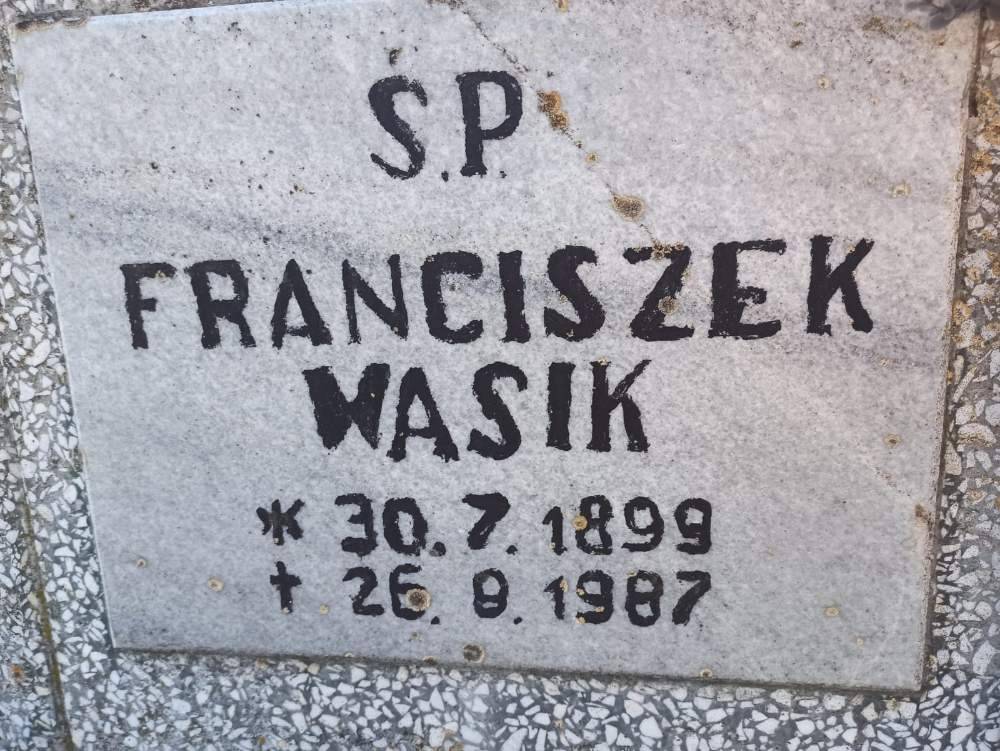 S.P.
FRANCISZEK
WASIK
* 30.7.1899
† 26.8.1987